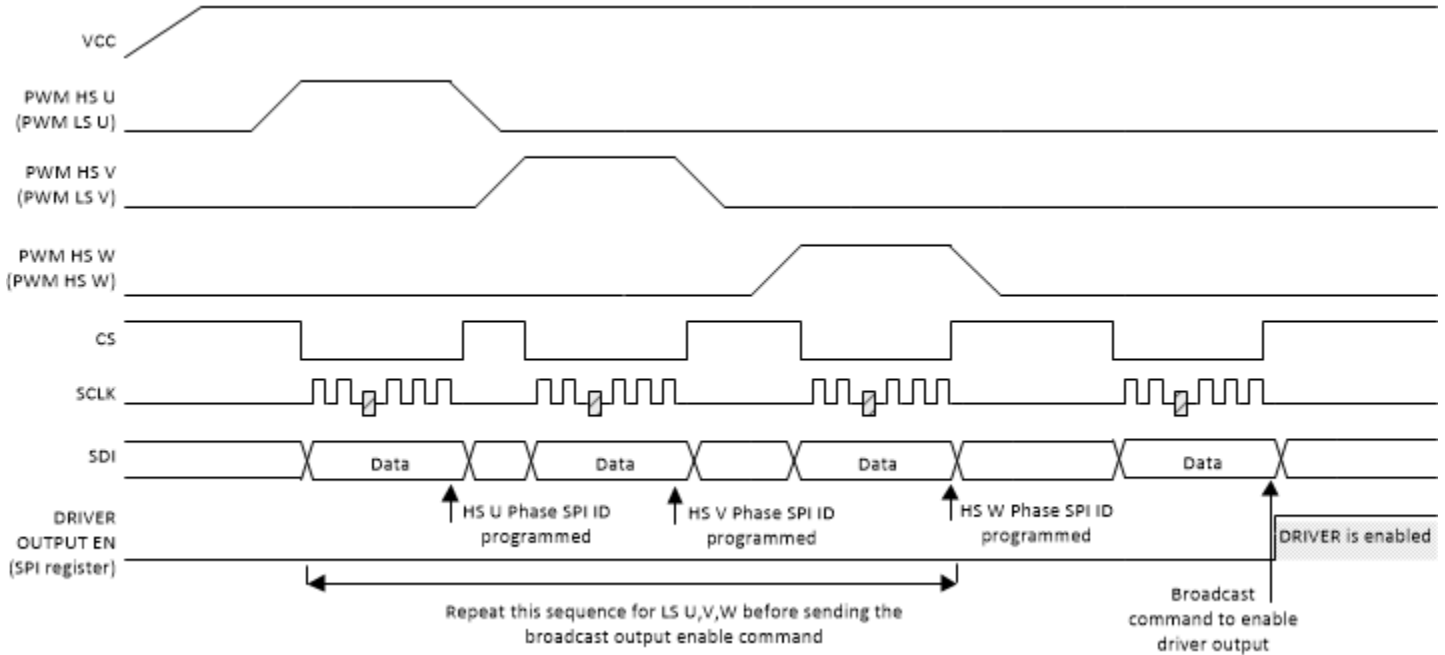 VCC
PWM HS U
(PWM LS U)
PWM HS V
(PWM LS V)
PWM HS W
(PWM HS W)
CS
SCLK
SDI
Data
Data
Data
Data
HS U Phase SPI ID
programmed
HS V Phase SPI ID
programmed
HS W Phase SPI ID
programmed
DRIVER
OUTPUT EN
(SPI register)
DRIVER is enabled
Repeat this sequence for LS U,V,W before sending the
broadcast output enable command
Broadcast
command to enable
driver output